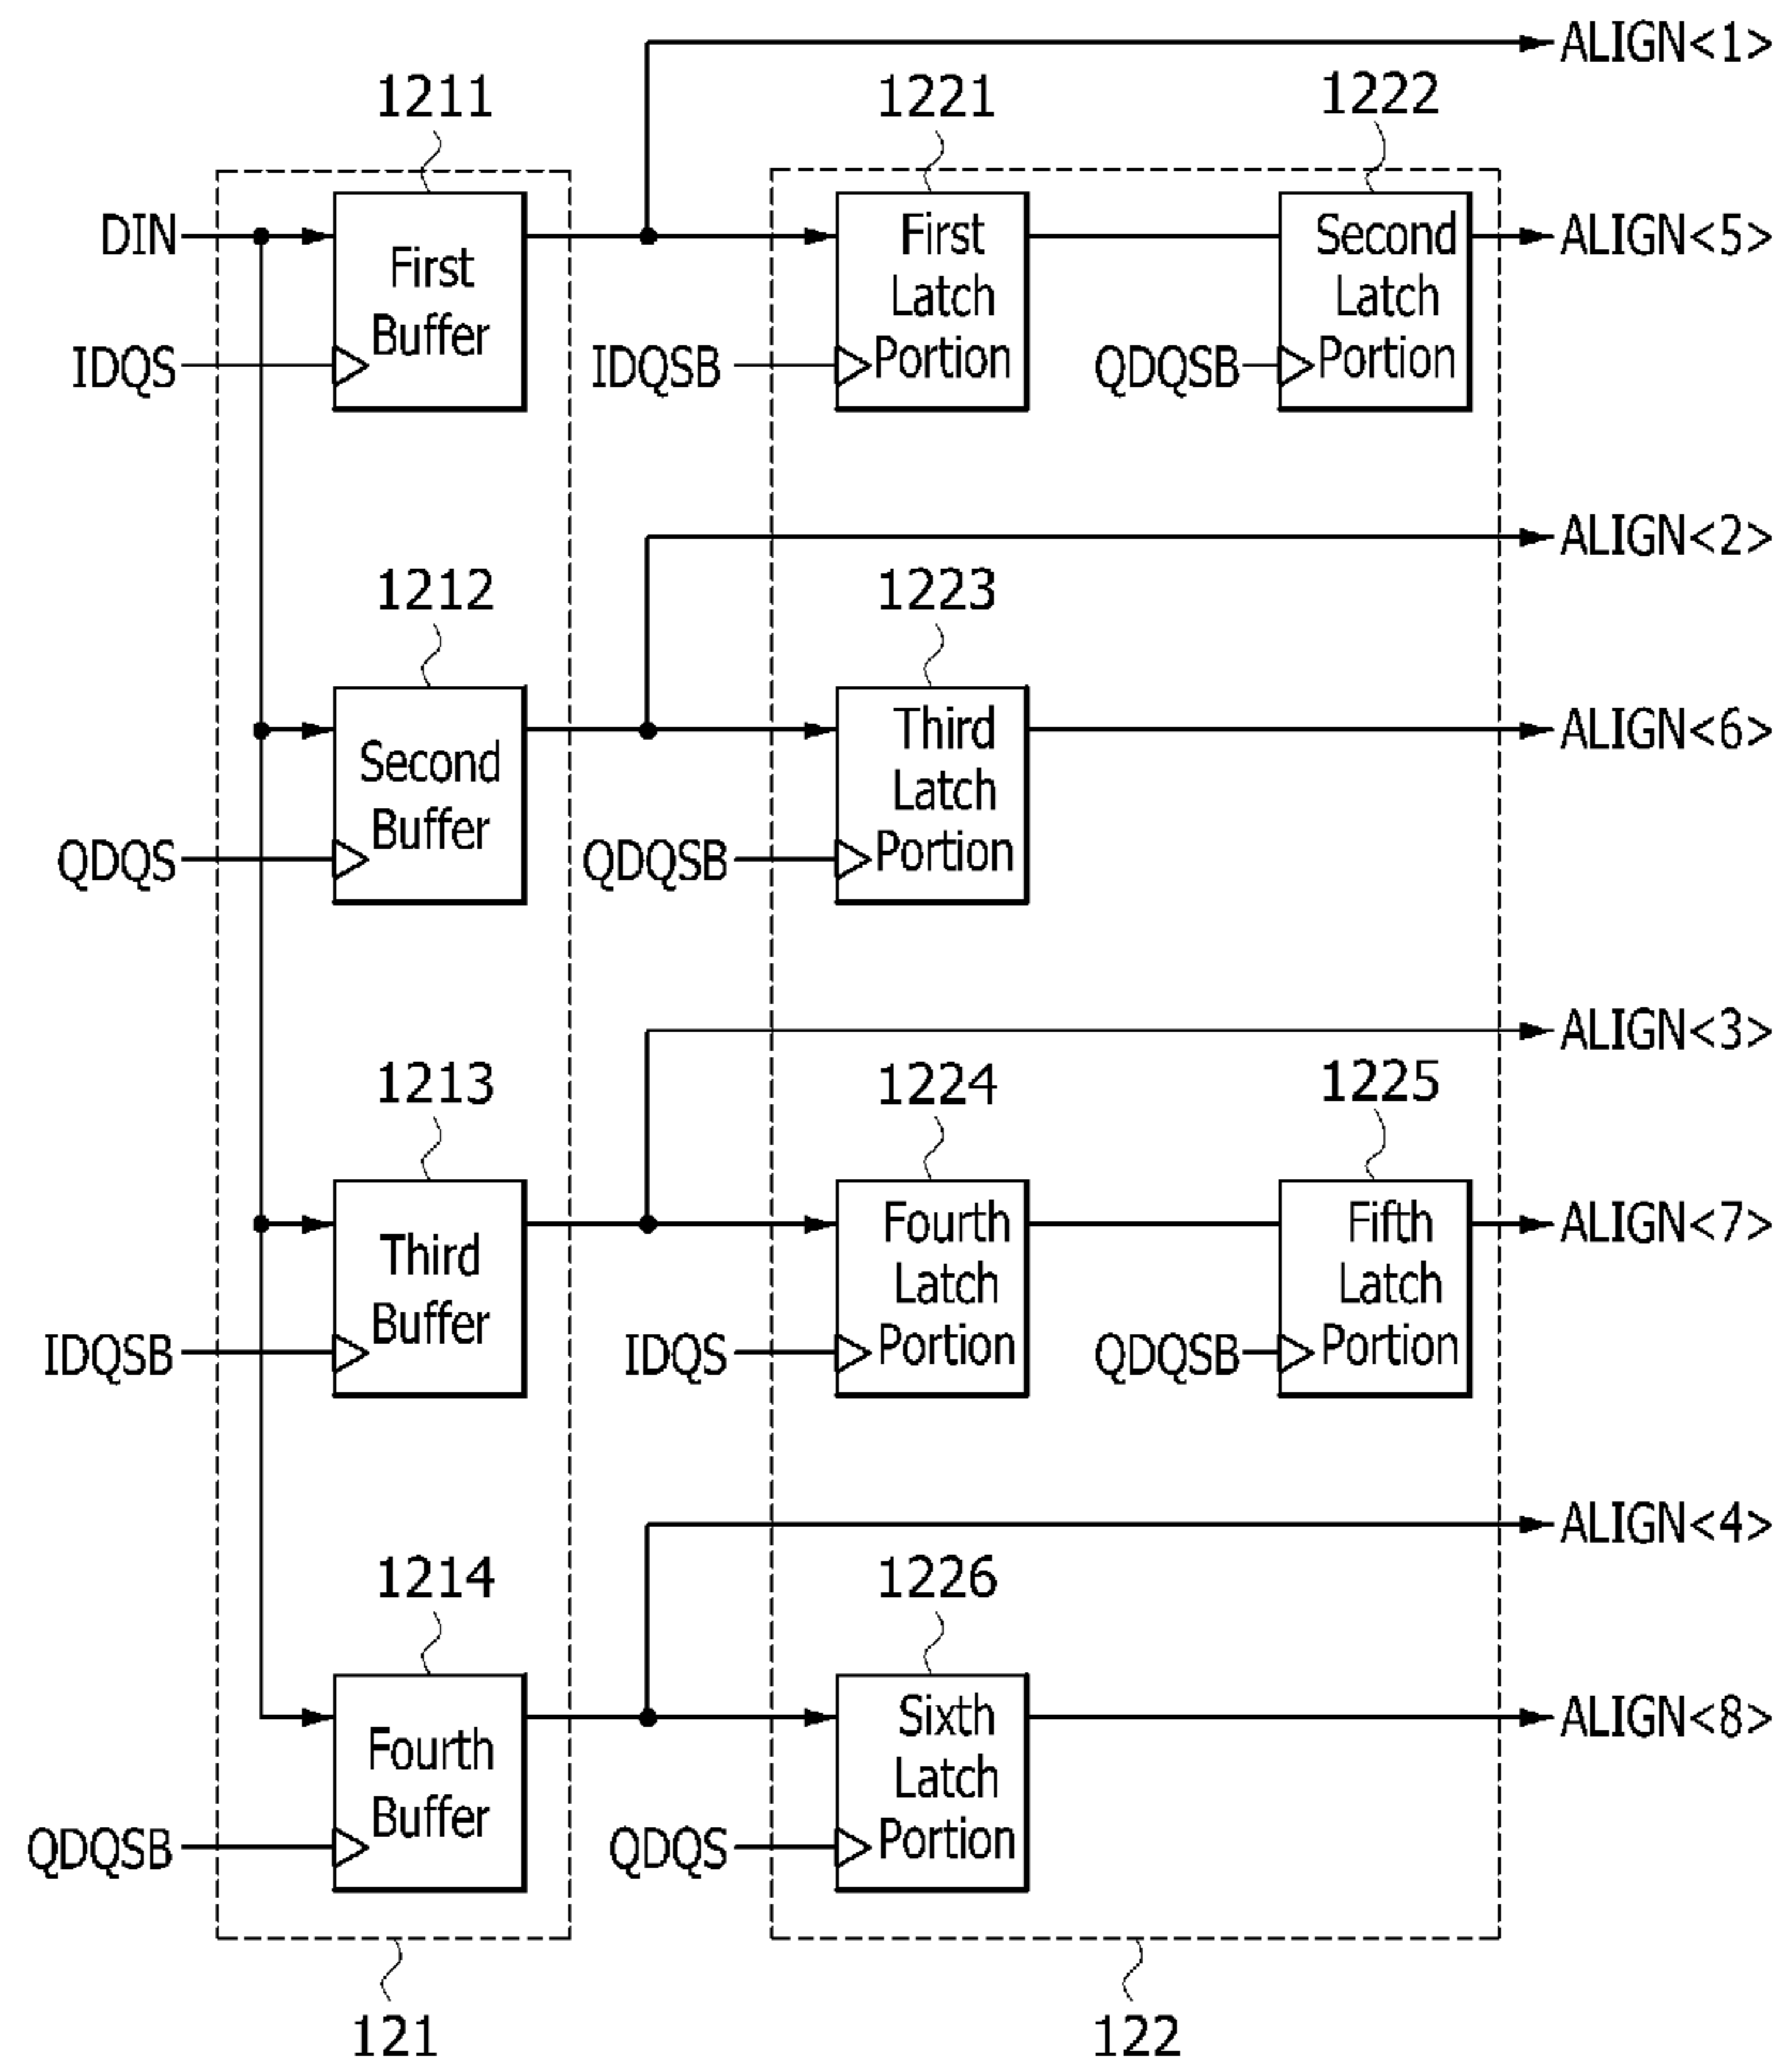 ALIGN<1>
1211
1221
1222
DIN
First
Buffer
IDQS
First
Latch
Portion
IDQSB
Second
Latch
Portion
QDQSB
ALIGN<5>
ALIGN<2>
1212
1223
Second
Buffer
QDQS
Third
Latch
Portion
QDQSB
ALIGN<6>
ALIGN<3>
1213
1224
1225
Third
Buffer
IDQSB
Fourth
Latch
Portion
IDQS
Fifth
Latch
Portion
QDQSB
ALIGN<7>
ALIGN<4>
1214
1226
Fourth
Buffer
QDQSB
Sixth
Latch
Portion
QDQS
ALIGN<8>
121
122